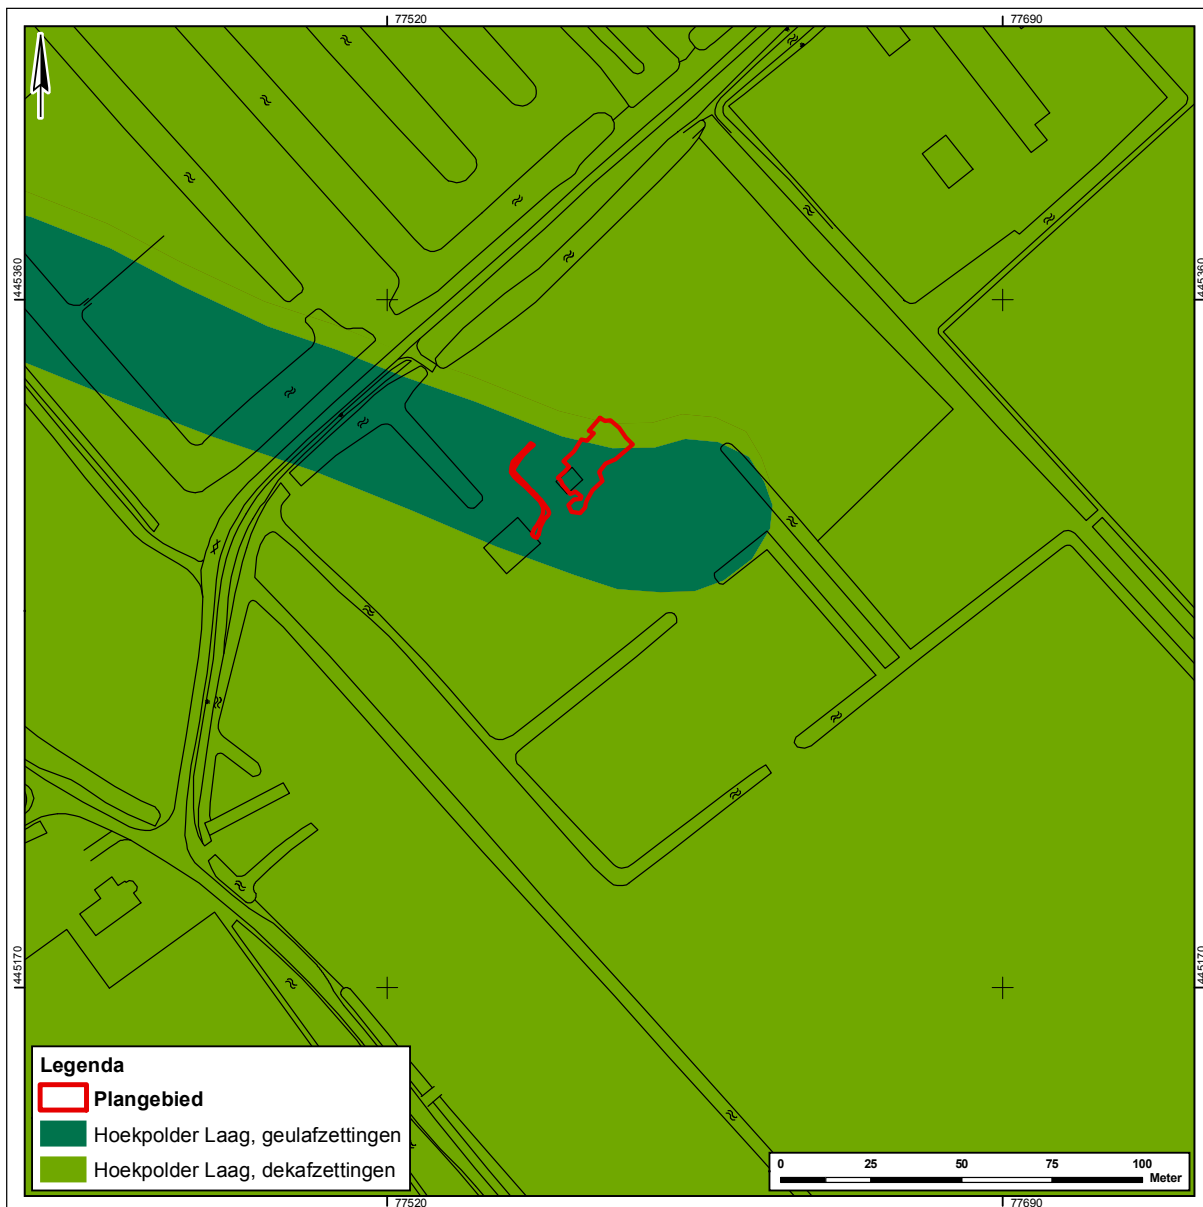 77520
77690
445360
445360
445170
445170
Legenda
Plangebied
Hoekpolder Laag, geulafzettingen
Hoekpolder Laag, dekafzettingen
0 25 50 75 100
Meter
77520
77690